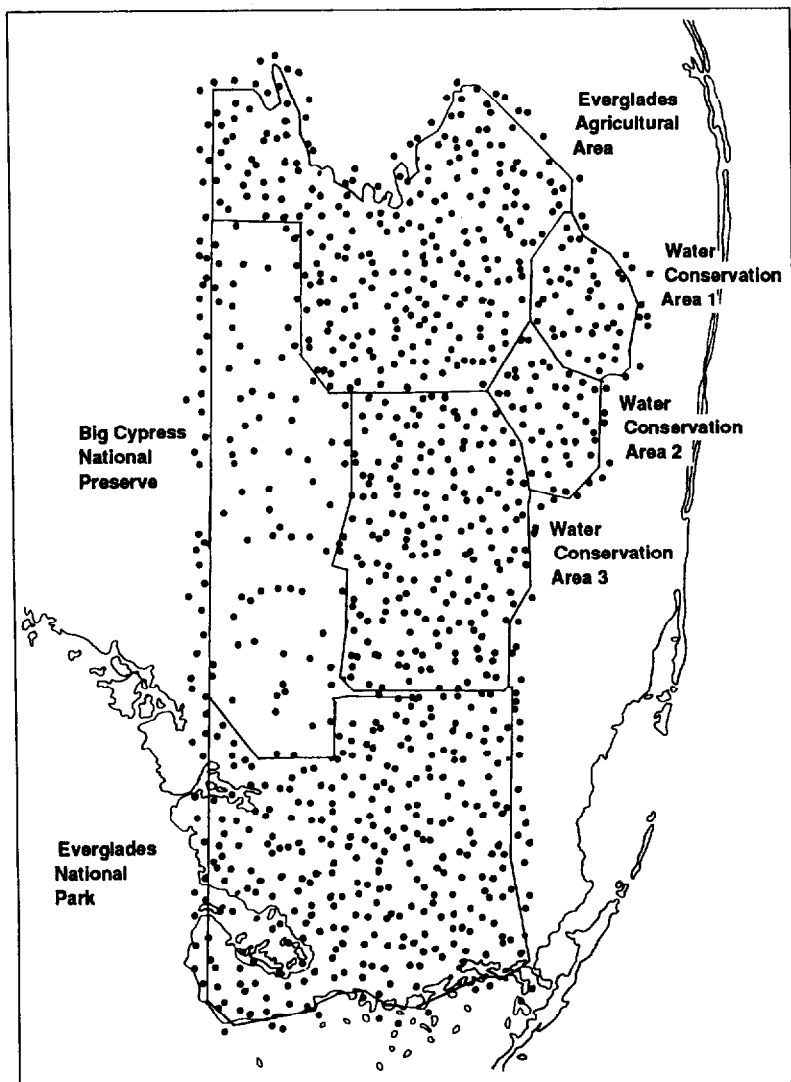 Everglades
Agricultural
Area
Water
Conservation
Area 1
Big Cypress
National
Preserve
Water
Conservation
Area 2
Water
Conservation
Area 3
Everglades
National
Park